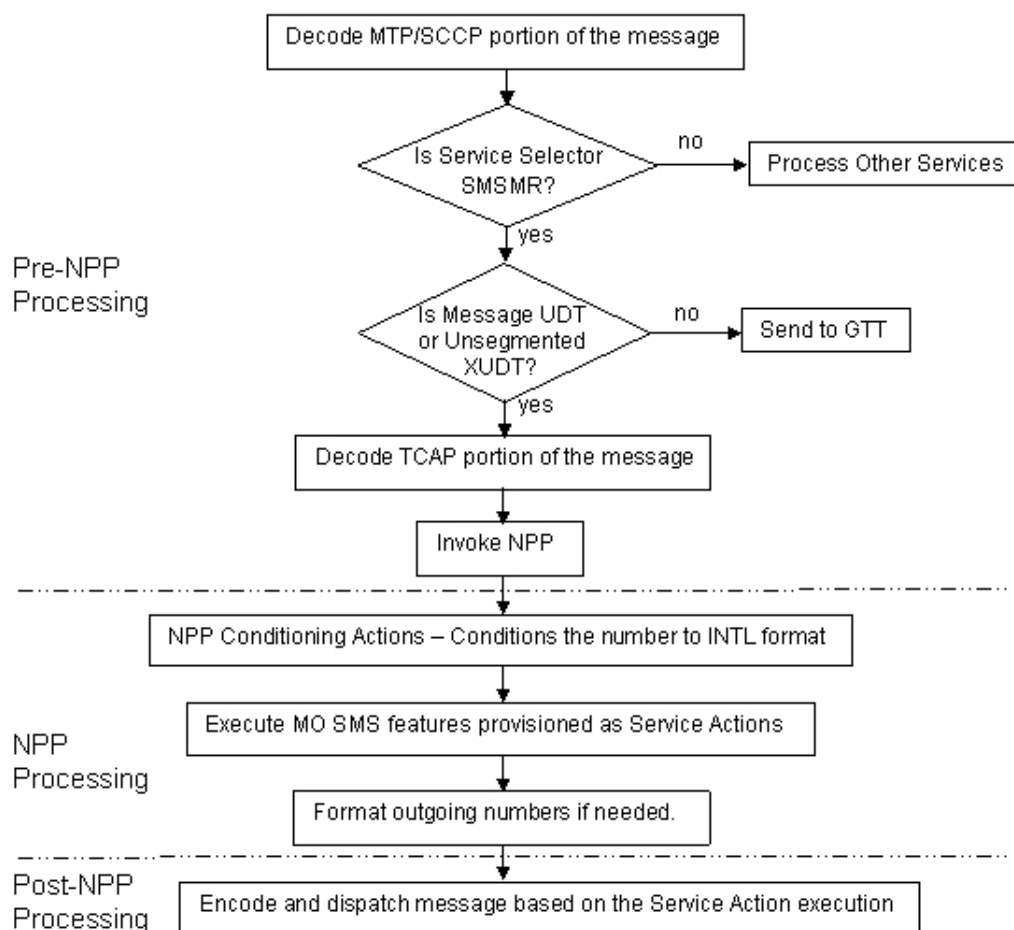 Decode MTP/SCCP portion of the message
Is Service Selector
SMSMR?
no
Process Other Services
yes
Pre-NPP
Processing
Is Message UDT
or Unsegmented
XUDT?
no
Send to GTT
yes
Decode TCAP portion of the message
Invoke NPP
NPP Conditioning Actions – Conditions the number to INTL format
Execute MO SMS features provisioned as Service Actions
NPP
Processing
Format outgoing numbers if needed.
Post-NPP
Processing
Encode and dispatch message based on the Service Action execution